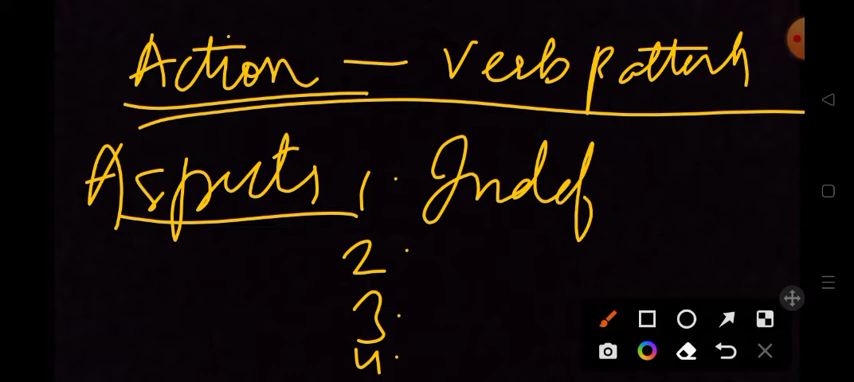 Action — Verb pattern
Aspects 1. Indef
2.
3.
4.